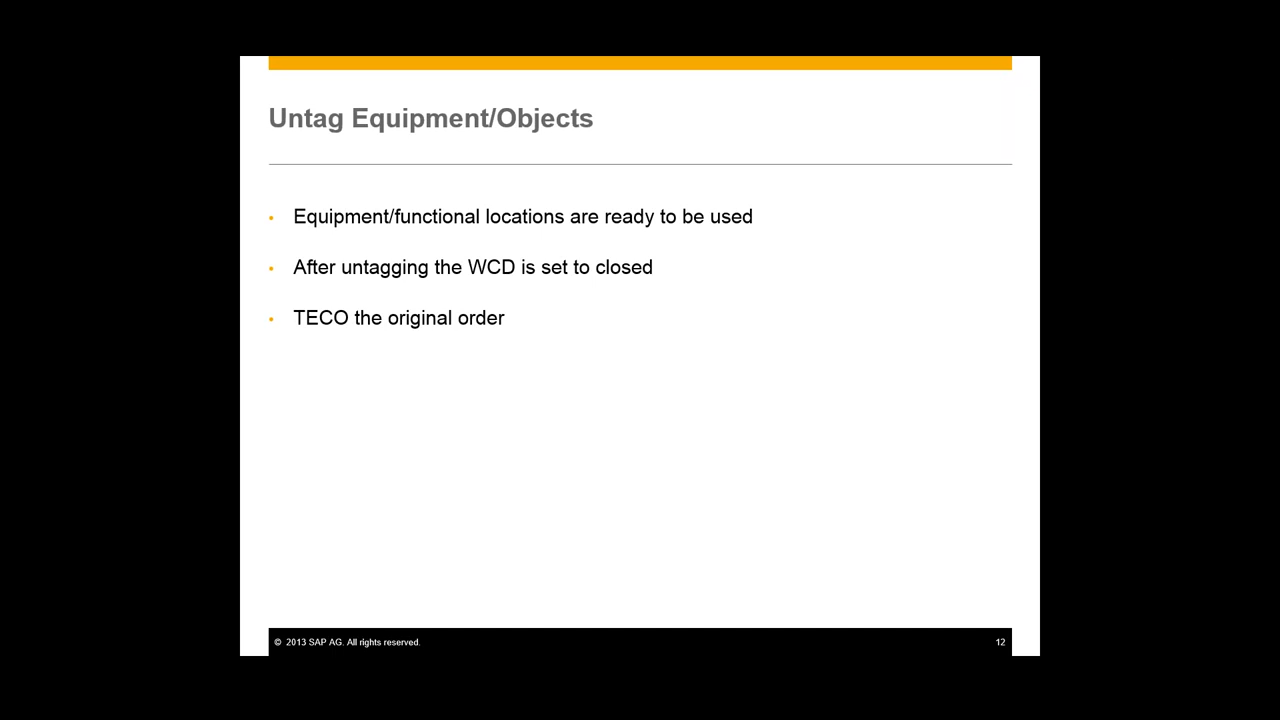 Untag Equipment/Objects
• Equipment/functional locations are ready to be used
• After untagging the WCD is set to closed
• TECO the original order
© 2013 SAP AG. All rights reserved. 12